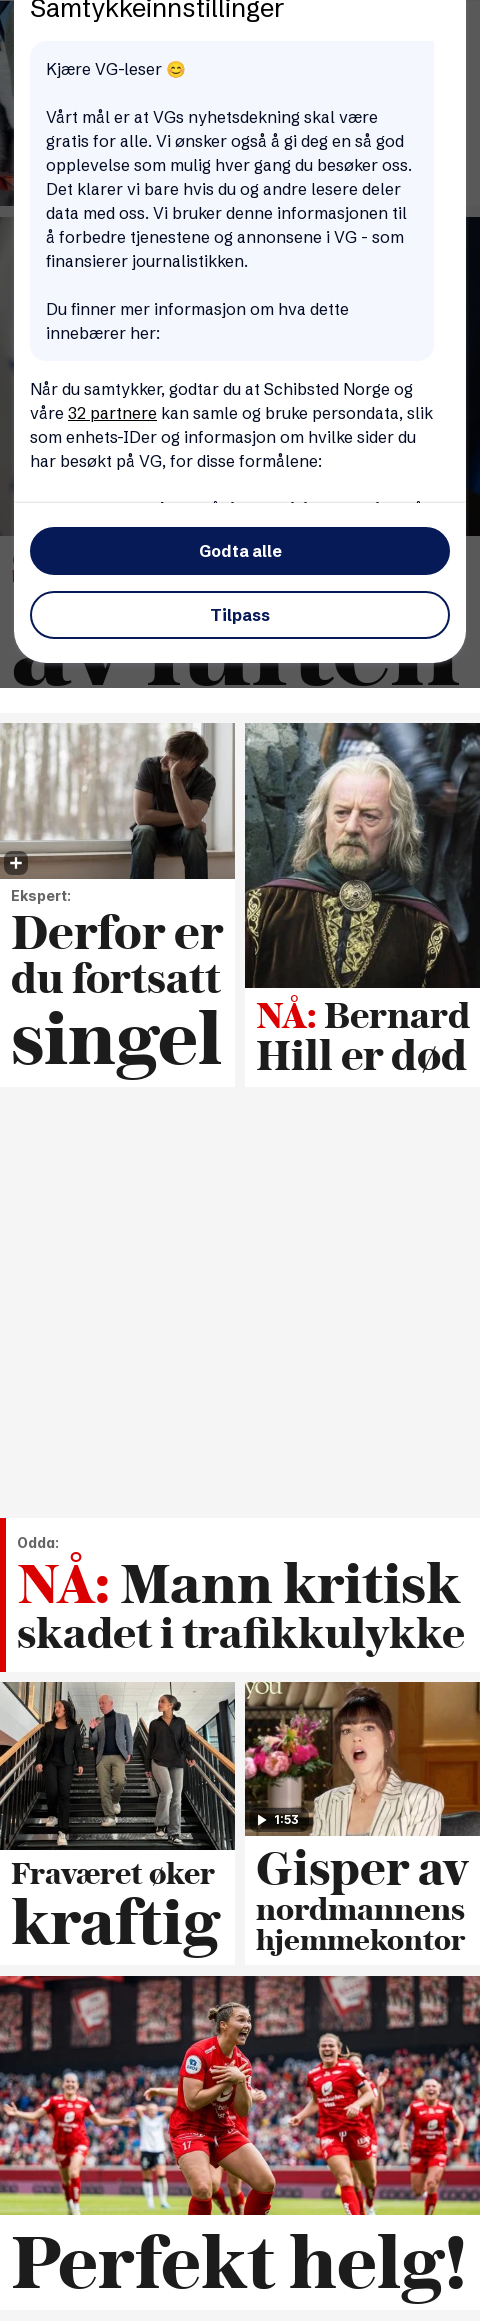 Samtykkeinnstillinger
Kjære VG-leser 😊
Vårt mål er at VGs nyhetsdekning skal være
gratis for alle. Vi ønsker også å gi deg en så god
opplevelse som mulig hver gang du besøker oss.
Det klarer vi bare hvis du og andre lesere deler
data med oss. Vi bruker denne informasjonen til
å forbedre tjenestene og annonsene i VG - som
finansierer journalistikken.
Du finner mer informasjon om hva dette
innebærer her:
Når du samtykker, godtar du at Schibsted Norge og
våre 32 partnere kan samle og bruke persondata, slik
som enhets-IDer og informasjon om hvilke sider du
har besøkt på VG, for disse formålene:
Godta alle
Tilpass
av luften
Ekspert:
Derfor er
du fortsatt
singel
NÅ: Bernard
Hill er død
Odda:
NÅ: Mann kritisk
skadet i trafikkulykke
Fraværet øker
kraftig
you
1:53
Gisper av
nordmannens
hjemmekontor
17
Perfekt helg!